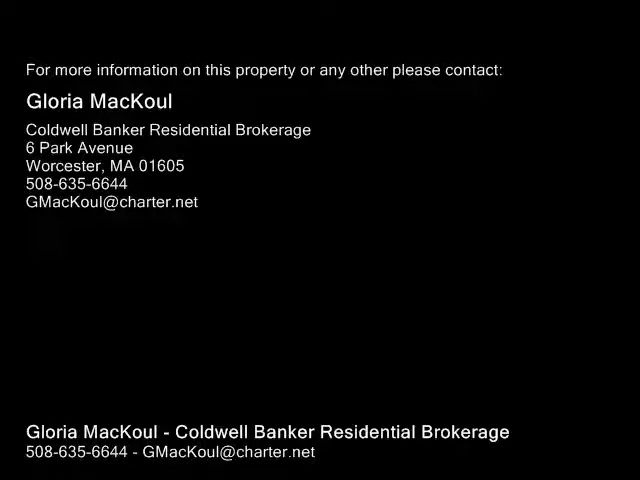 For more information on this property or any other please contact:
Gloria MacKoul
Coldwell Banker Residential Brokerage
6 Park Avenue
Worcester, MA 01605
508-635-6644
GMacKoul@charter.net
Gloria MacKoul - Coldwell Banker Residential Brokerage
508-635-6644 - GMacKoul@charter.net